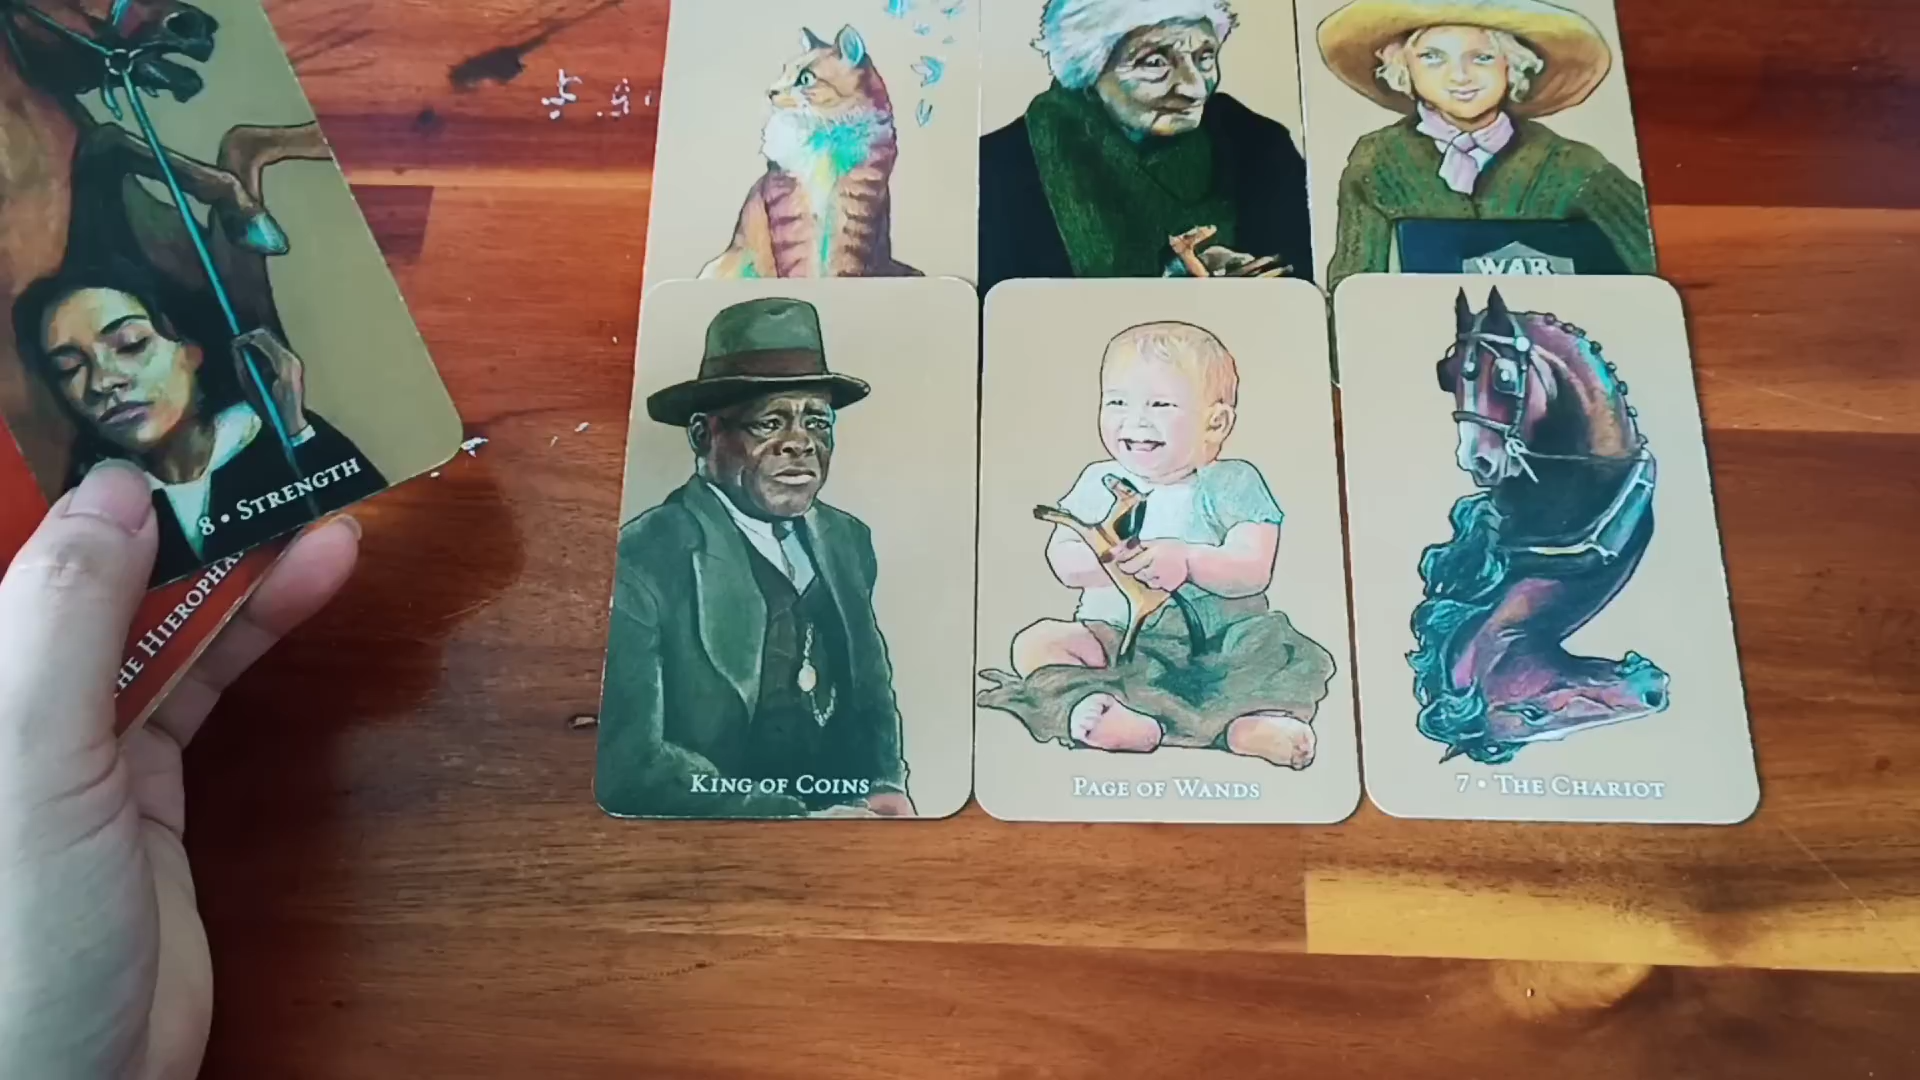 WAR
8 • STRENGTH
THE HIEROPHA
KING OF COINS
PAGE OF WANDS
7 • THE CHARIOT